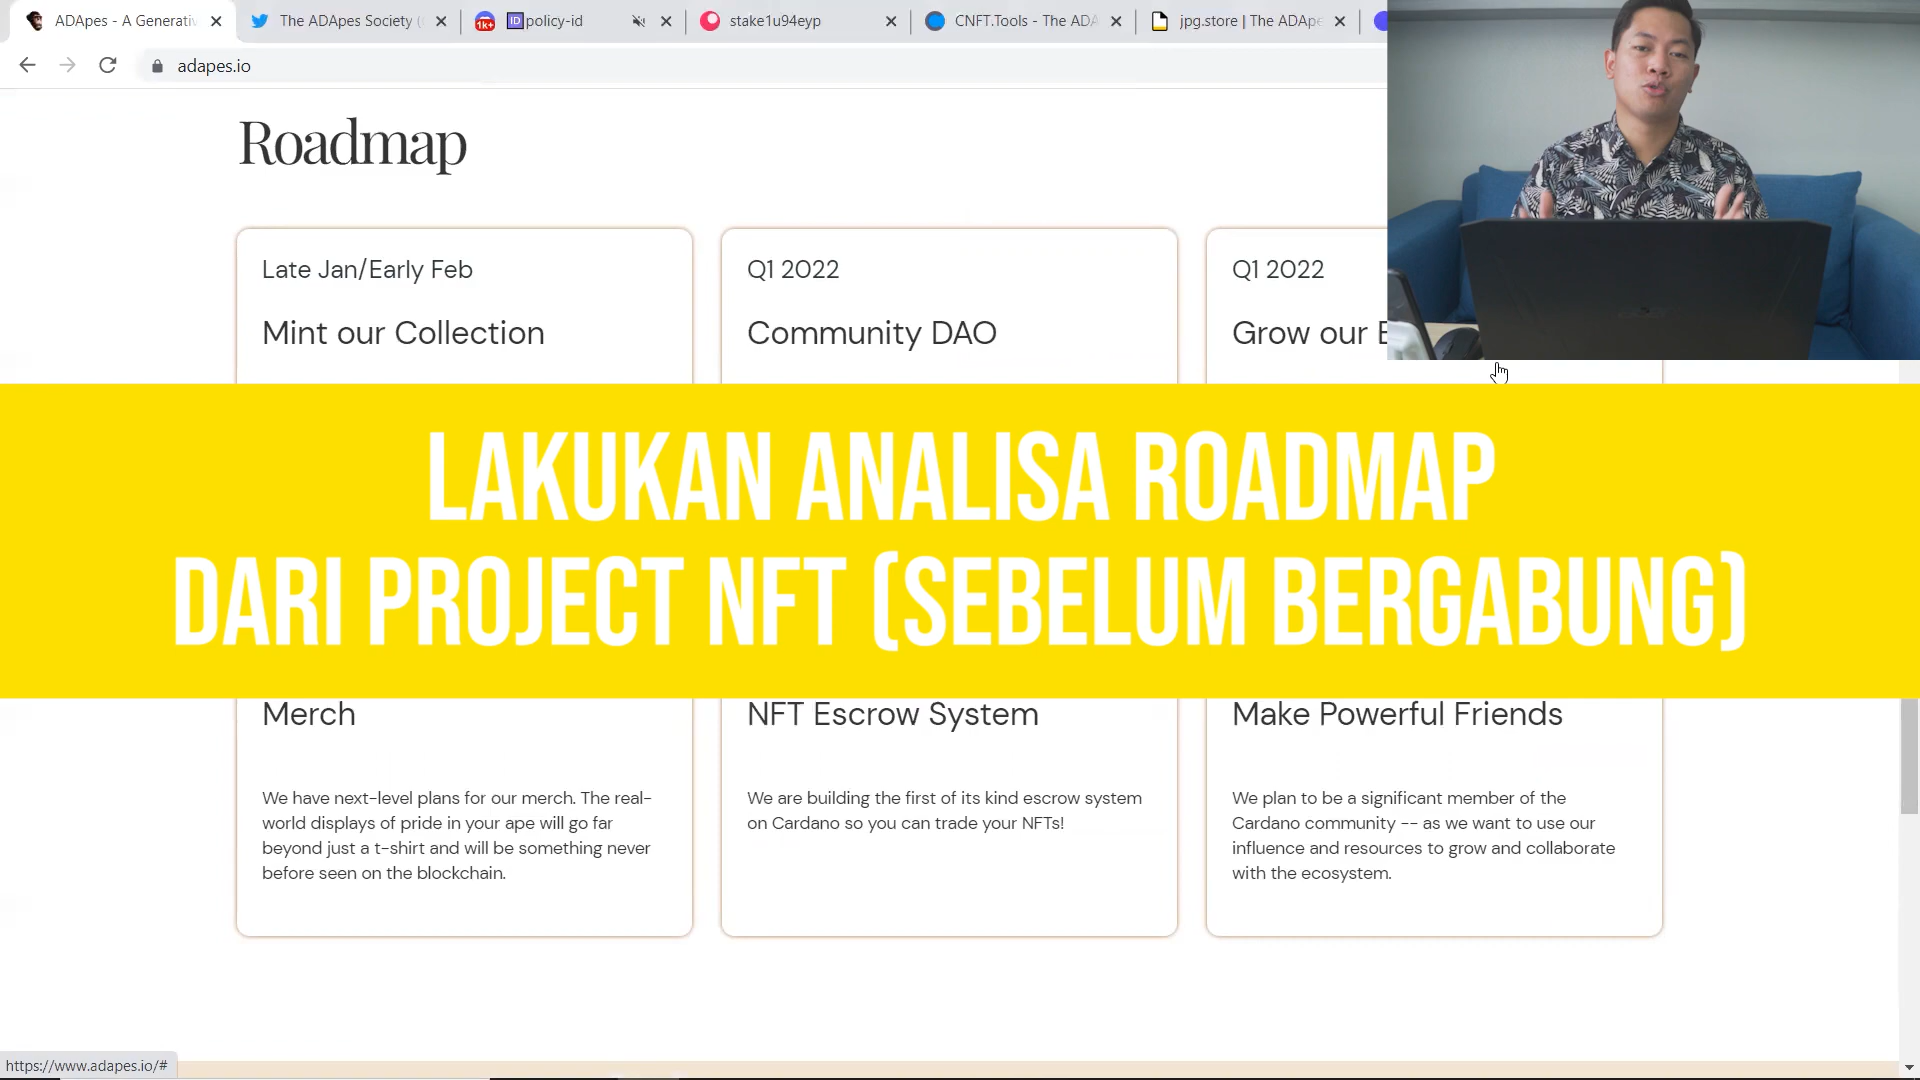 ADApes - A Generativ
The ADApes Society (
1k+
ID
policy-id
stake1u94eyp
CNFT.Tools - The ADA
jpg.store | The ADApe
adapes.io
Roadmap
Late Jan/Early Feb
Mint our Collection
Q1 2022
Community DAO
Q1 2022
Grow our
LAKUKAN ANALISA ROADMAP
DARI PROJECT NFT (SEBELUM BERGABUNG)
Merch
We have next-level plans for our merch. The real-
world displays of pride in your ape will go far
beyond just a t-shirt and will be something never
before seen on the blockchain.
NFT Escrow System
We are building the first of its kind escrow system
on Cardano so you can trade your NFTs!
Make Powerful Friends
We plan to be a significant member of the
Cardano community -- as we want to use our
influence and resources to grow and collaborate
with the ecosystem.
https://www.adapes.io/#